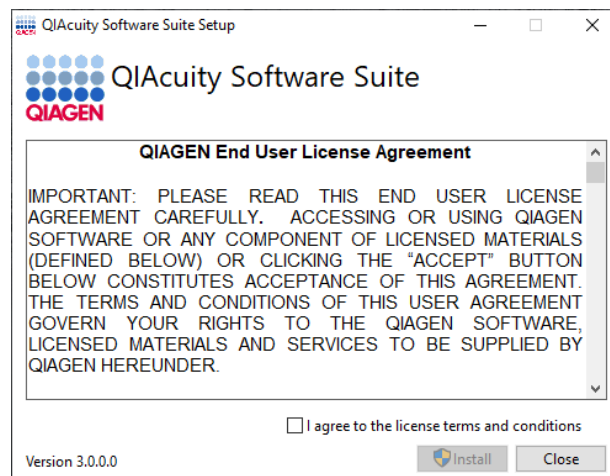 QIAcuity Software Suite Setup
QIAcuity Software Suite
QIAGEN
QIAGEN End User License Agreement
IMPORTANT: PLEASE READ THIS END USER LICENSE
AGREEMENT CAREFULLY. ACCESSING OR USING QIAGEN
SOFTWARE OR ANY COMPONENT OF LICENSED MATERIALS
(DEFINED BELOW) OR CLICKING THE “ACCEPT” BUTTON
BELOW CONSTITUTES ACCEPTANCE OF THIS AGREEMENT.
THE TERMS AND CONDITIONS OF THIS USER AGREEMENT
GOVERN YOUR RIGHTS TO THE QIAGEN SOFTWARE,
LICENSED MATERIALS AND SERVICES TO BE SUPPLIED BY
QIAGEN HEREUNDER.
I agree to the license terms and conditions
Version 3.0.0.0
Install
Close